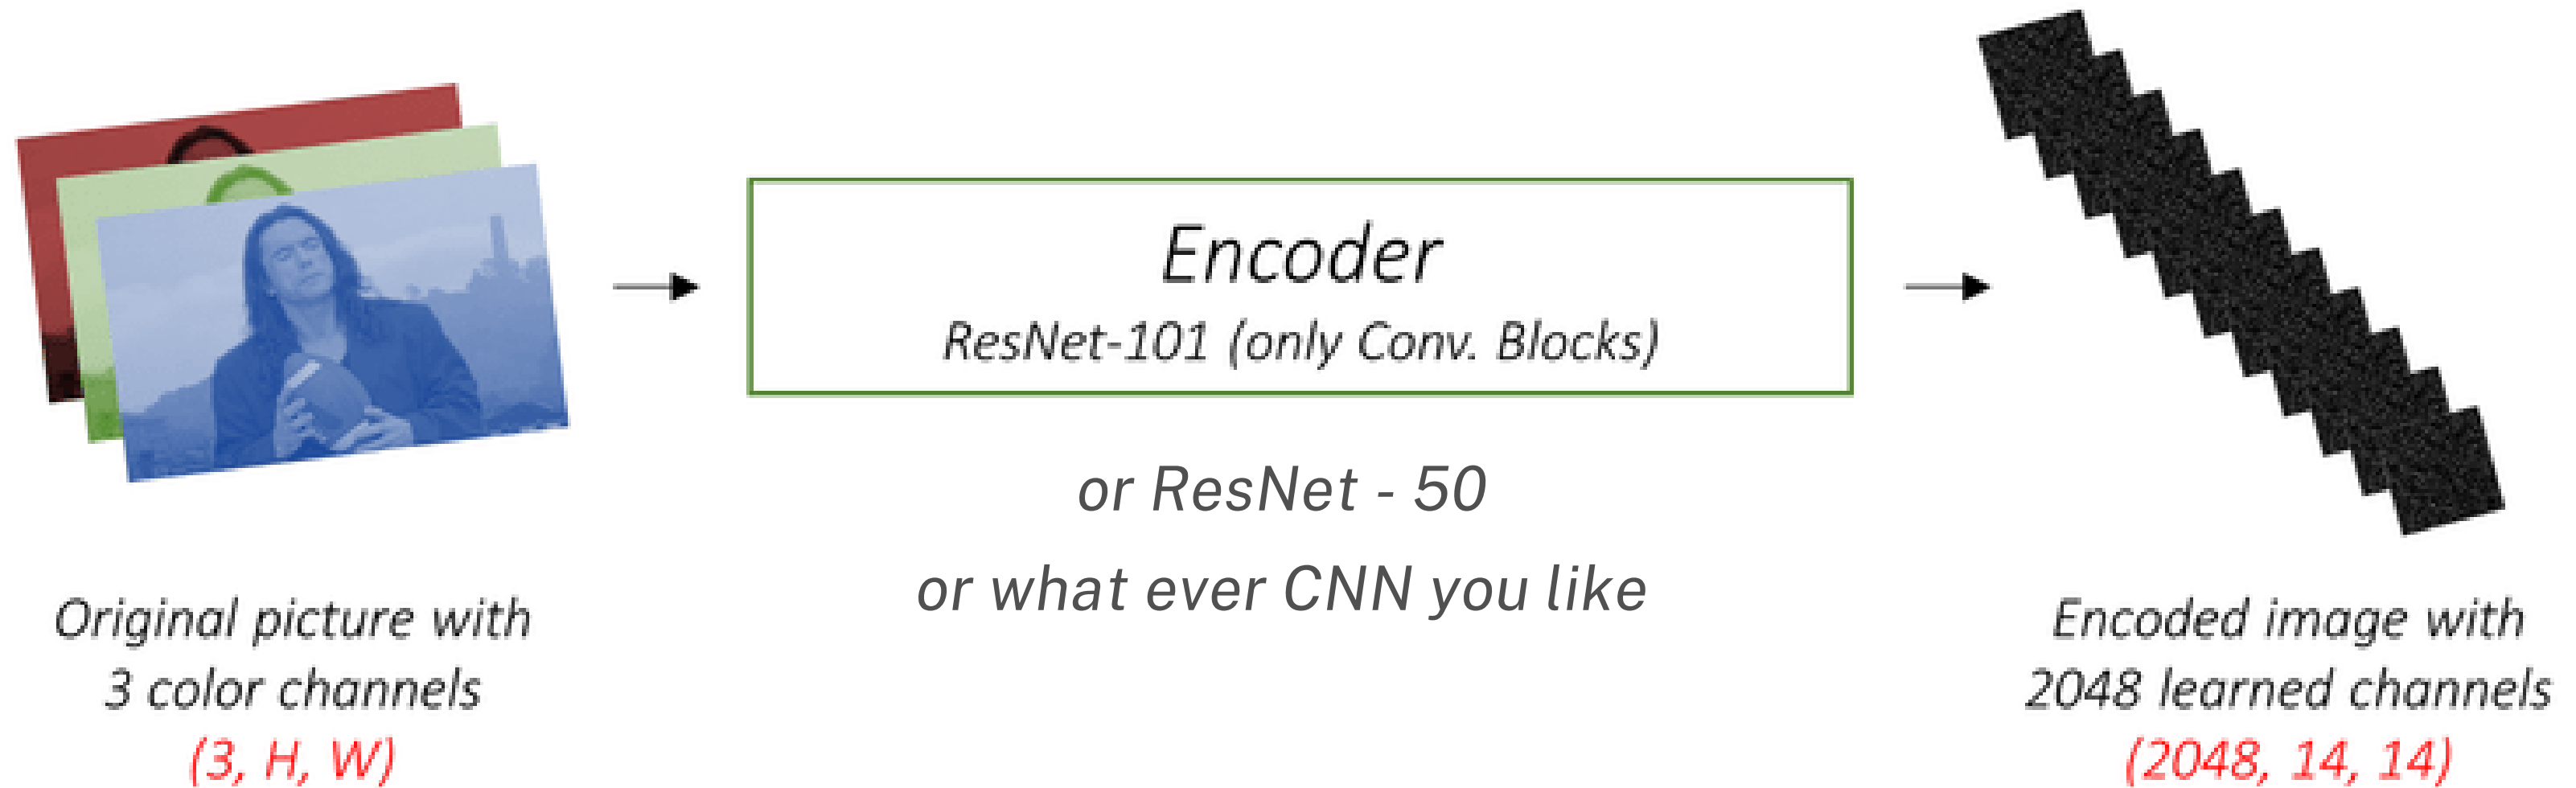 Encoder
ResNet-101 (only Conv. Blocks)
or ResNet - 50
or what ever CNN you like
Original picture with
3 color channels
(3, H, W)
Encoded image with
2048 learned channels
(2048, 14, 14)